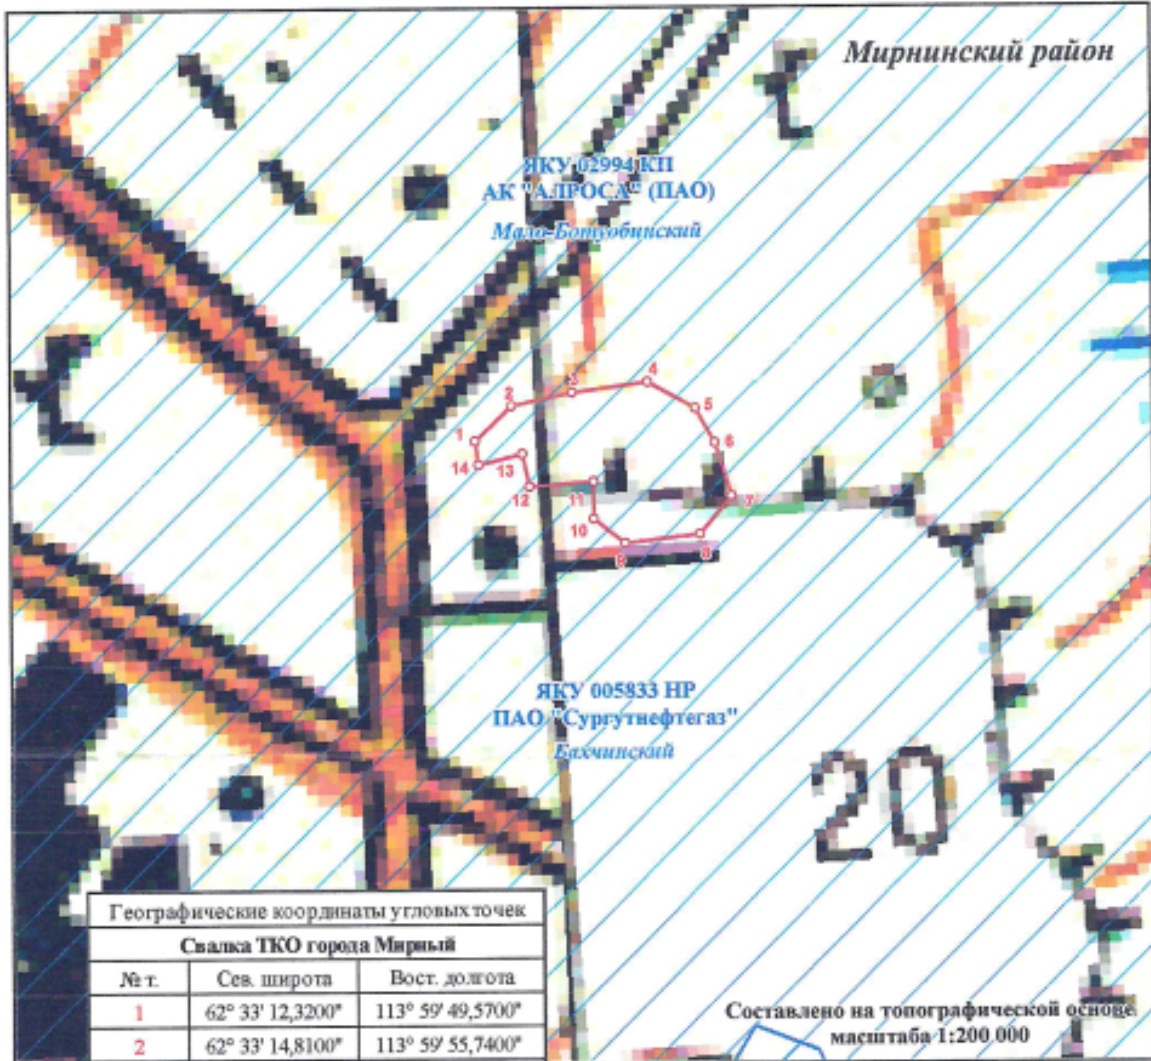 Мирнинский район
ЯКУ 02994 КП
АК "АЛРОСА" (ПАО)
Мало-Ботуобинский
4
3
2
5
1
6
13
14
12
11
7
10
8
9
ЯКУ 005833 НР
ПАО "Сургутнефтегаз"
Бахчинский
20
Географические координаты угловых точек
Свалка ТКО города Мирный
№ т. Сев. широта Вост. долгота
1 62° 33' 12,3200" 113° 59' 49,5700"
2 62° 33' 14,8100" 113° 59' 55,7400"
Составлено на топографической основе
масштаба 1:200 000